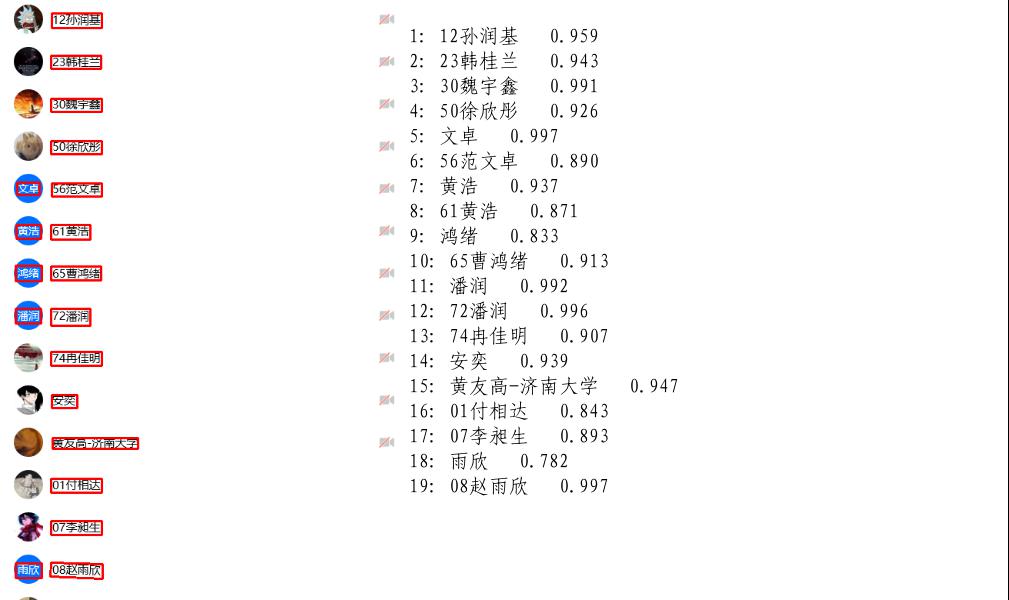 12孙润基
23韩桂兰
30魏宇鑫
50徐欣彤
文卓 56范文卓
黄浩 61黄浩
鸿绪 65曹鸿绪
潘润 72潘润
74冉佳明
安奕
黄友高-济南大学
01付相达
07李昶生
雨欣 08赵雨欣
1: 12孙润基 0.959
2: 23韩桂兰 0.943
3: 30魏宇鑫 0.991
4: 50徐欣彤 0.926
5: 文卓 0.997
6: 56范文卓 0.890
7: 黄浩 0.937
8: 61黄浩 0.871
9: 鸿绪 0.833
10: 65曹鸿绪 0.913
11: 潘润 0.992
12: 72潘润 0.996
13: 74冉佳明 0.907
14: 安奕 0.939
15: 黄友高-济南大学 0.947
16: 01付相达 0.843
17: 07李昶生 0.893
18: 雨欣 0.782
19: 08赵雨欣 0.997